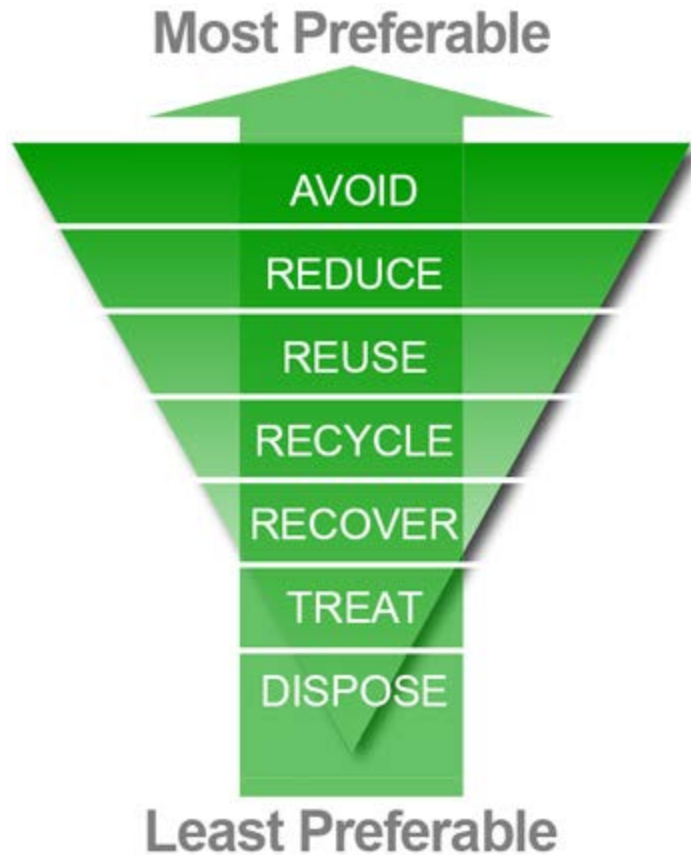 Most Preferable
AVOID
REDUCE
REUSE
RECYCLE
RECOVER
TREAT
DISPOSE
Least Preferable